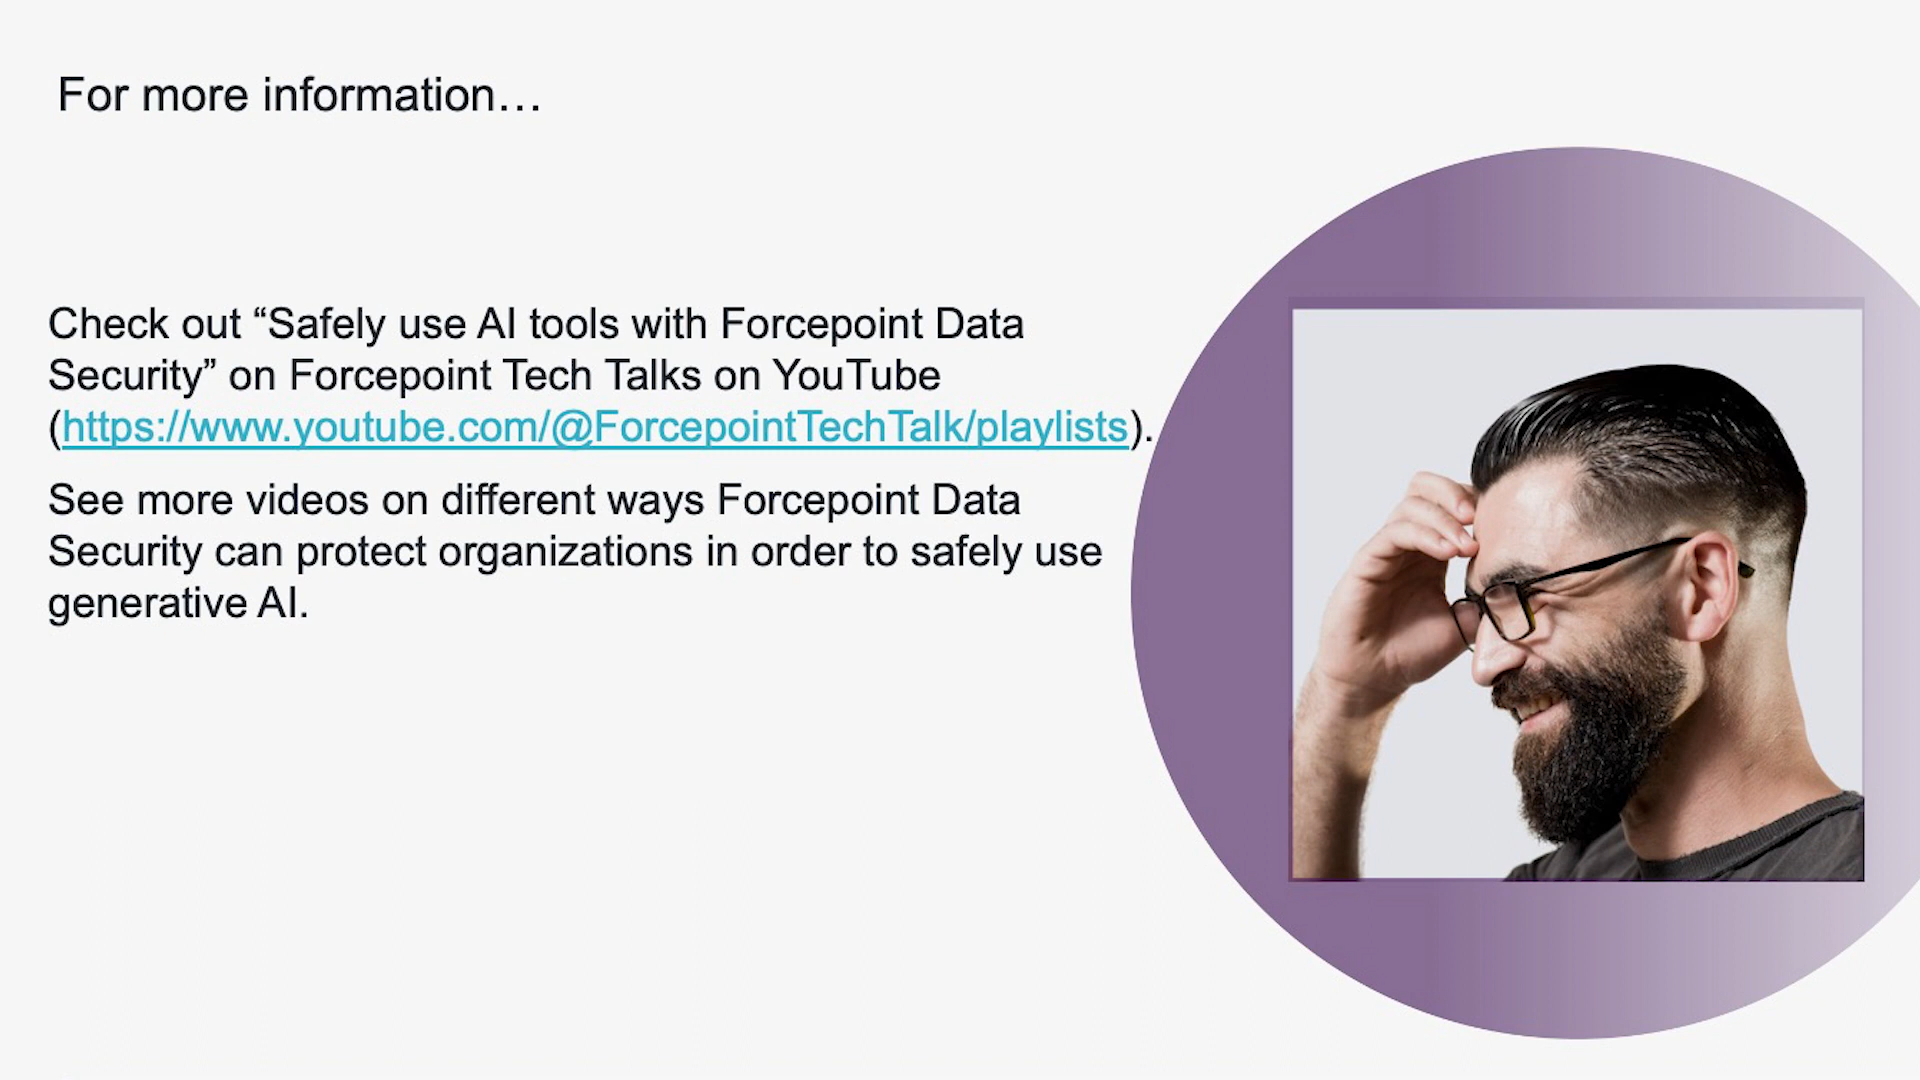 For more information…
Check out “Safely use AI tools with Forcepoint Data
Security” on Forcepoint Tech Talks on YouTube
(https://www.youtube.com/@ForcepointTechTalk/playlists).
See more videos on different ways Forcepoint Data
Security can protect organizations in order to safely use
generative AI.